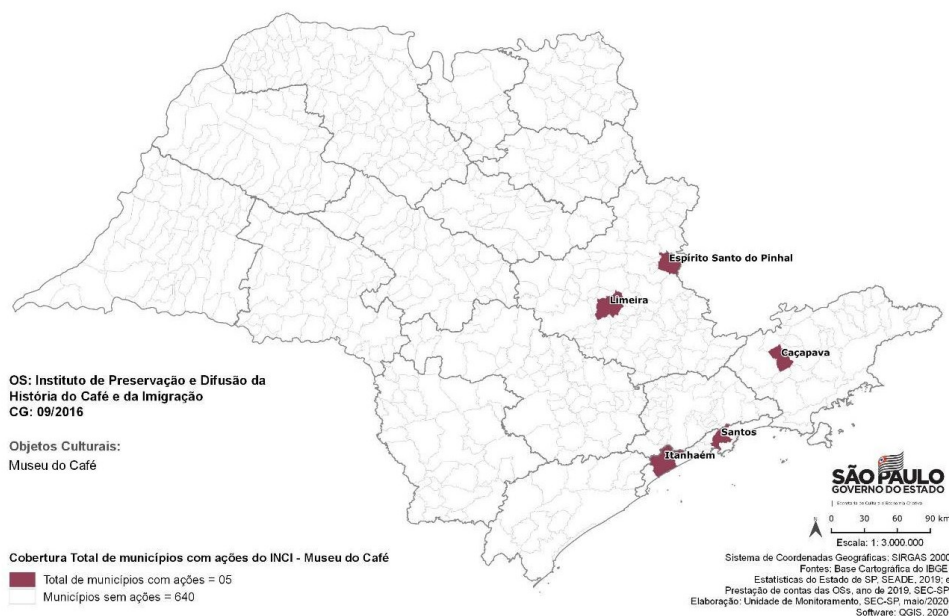 Espírito Santo do Pinhal
Limeira
Caçapava
Santos
Itanhaém
OS: Instituto de Preservação e Difusão da
História do Café e da Imigração
CG: 09/2016
Objetos Culturais:
Museu do Café
SÃO PAULO
GOVERNO DO ESTADO
Secretaria de Cultura e Economia Criativa
N
0 30 60 90 km
Escala: 1: 3.000.000
Cobertura Total de municípios com ações do INCI - Museu do Café
Total de municípios com ações = 05
Municípios sem ações = 640
Sistema de Coordenadas Geográficas: SIRGAS 2000
Fontes: Base Cartográfica do IBGE
Estatísticas do Estado de SP, SEADE, 2019; e
Prestação de contas das OSs, ano de 2019, SEC-SP.
Elaboração: Unidade de Monitoramento, SEC-SP, maio/2020
Software: QGIS, 2020